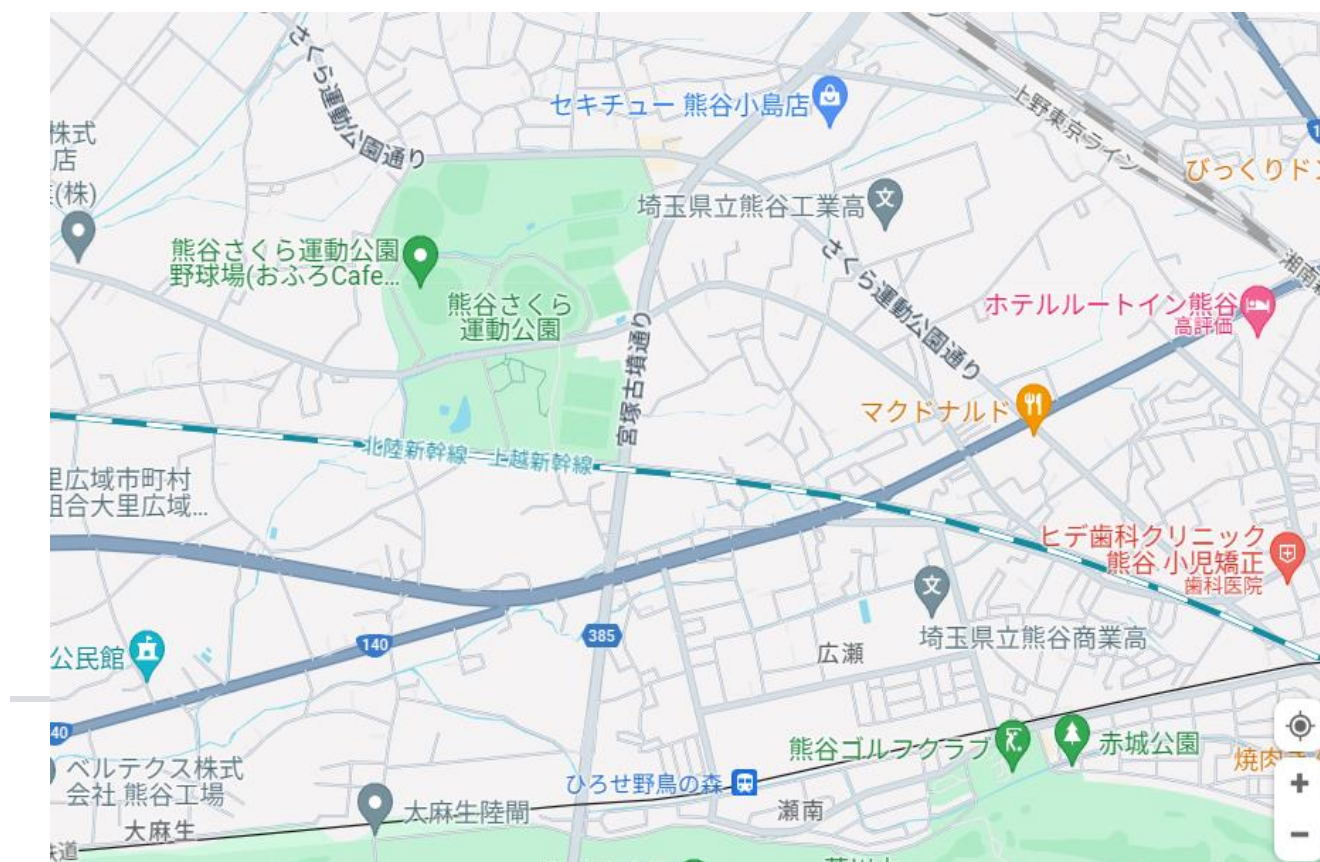 さくら運動公園通り
セキチュー 熊谷小島店
上野東京ライン
株式
店
(株)
埼玉県立熊谷工業高
文
熊谷さくら運動公園
野球場(おふろCafe...
熊谷さくら
運動公園
さくら運動公園通り
ホテルルートイン熊谷
高評価
宮塚古墳通り
マクドナルド
北陸新幹線
上越新幹線
里広域市町村
組合大里広域...
ヒデ歯科クリニック
熊谷 小児矯正
歯科医院
文
埼玉県立熊谷商業高
385
140
公民館
広瀬
40
熊谷ゴルフクラブ
赤城公園
ベルテクス株式
会社 熊谷工場
ひろせ野鳥の森
大麻生陸閘
瀬南
大麻生